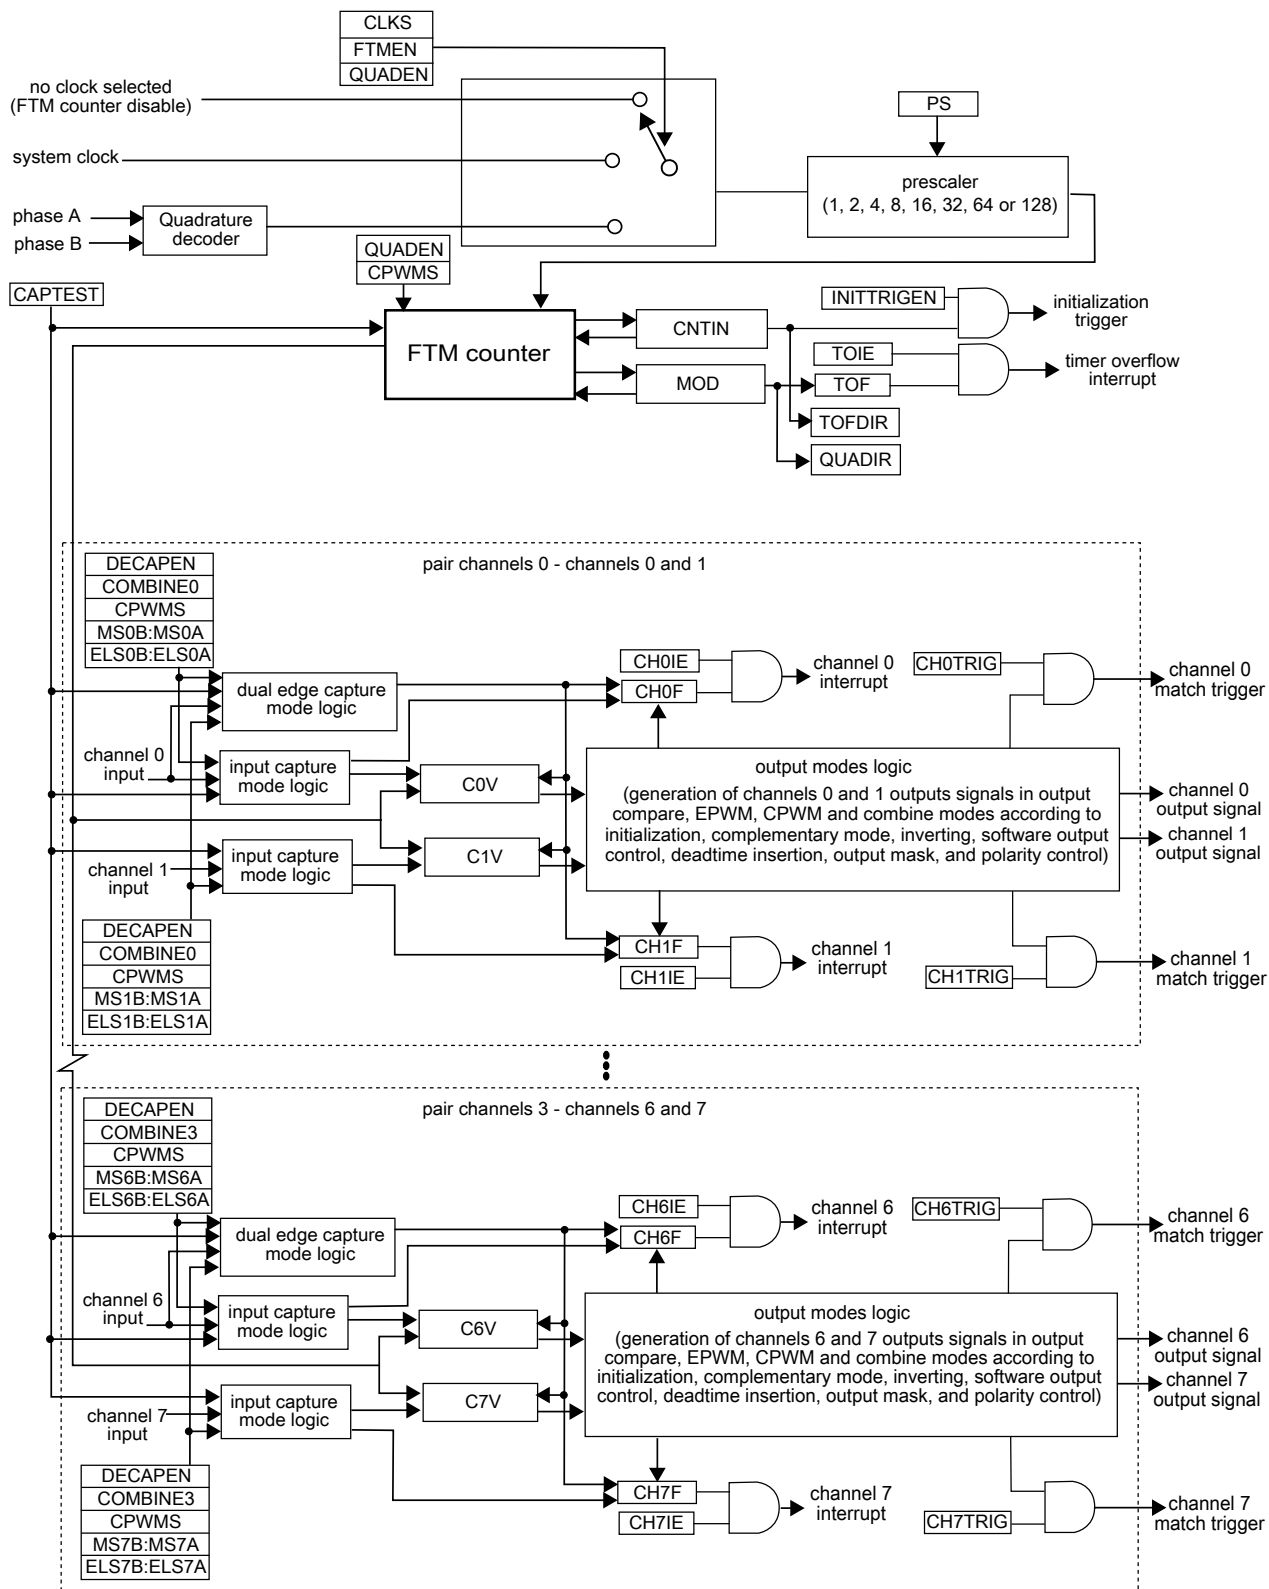 CLKS
FTMEN
QUADEN
no clock selected
(FTM counter disable)
PS
system clock
prescaler
(1, 2, 4, 8, 16, 32, 64 or 128)
phase A
phase B
Quadrature
decoder
QUADEN
CPWMS
CAPTEST
INITTRIGEN
initialization
trigger
FTM counter
CNTIN
TOIE
timer overflow
interrupt
MOD
TOF
TOFDIR
QUADIR
pair channels 0 - channels 0 and 1
DECAPEN
COMBINE0
CPWMS
MS0B:MS0A
ELS0B:ELS0A
CH0IE
CH0F
channel 0
interrupt
CH0TRIG
channel 0
match trigger
dual edge capture
mode logic
channel 0
input
input capture
mode logic
C0V
output modes logic
(generation of channels 0 and 1 outputs signals in output
compare, EPWM, CPWM and combine modes according to
initialization, complementary mode, inverting, software output
control, deadtime insertion, output mask, and polarity control)
channel 0
output signal
channel 1
output signal
channel 1
input
input capture
mode logic
C1V
DECAPEN
COMBINE0
CPWMS
MS1B:MS1A
ELS1B:ELS1A
CH1F
CH1IE
channel 1
interrupt
CH1TRIG
channel 1
match trigger
pair channels 3 - channels 6 and 7
DECAPEN
COMBINE3
CPWMS
MS6B:MS6A
ELS6B:ELS6A
CH6IE
CH6F
channel 6
interrupt
CH6TRIG
channel 6
match trigger
dual edge capture
mode logic
channel 6
input
input capture
mode logic
C6V
output modes logic
(generation of channels 6 and 7 outputs signals in output
compare, EPWM, CPWM and combine modes according to
initialization, complementary mode, inverting, software output
control, deadtime insertion, output mask, and polarity control)
channel 6
output signal
channel 7
output signal
channel 7
input
input capture
mode logic
C7V
DECAPEN
COMBINE3
CPWMS
MS7B:MS7A
ELS7B:ELS7A
CH7F
CH7IE
channel 7
interrupt
CH7TRIG
channel 7
match trigger